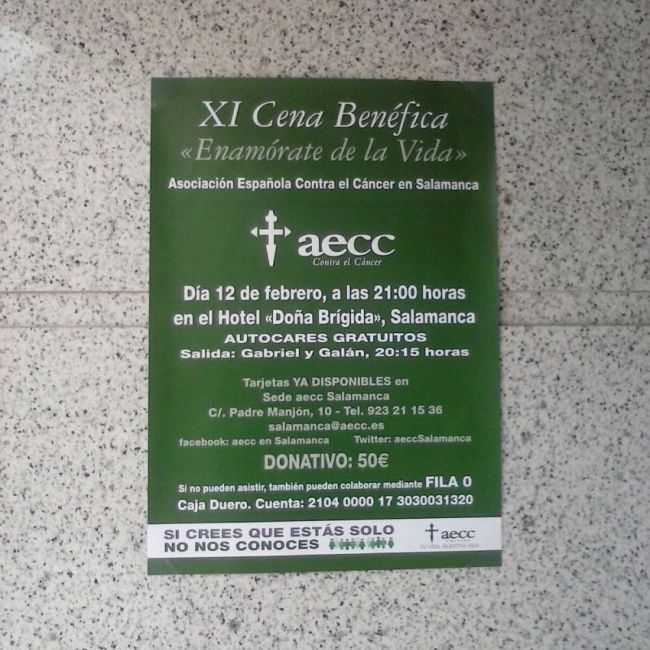 XI Cena Benéfica
«Enamórate de la Vida»
Asociación Española Contra el Cáncer en Salamanca
aecc
Contra el Cáncer
Día 12 de febrero, a las 21:00 horas
en el Hotel «Doña Brígida», Salamanca
AUTOCARES GRATUITOS
Salida: Gabriel y Galán, 20:15 horas
Tarjetas YA DISPONIBLES en
Sede aecc Salamanca
C/. Padre Manjón, 10 - Tel. 923 21 15 36
salamanca@aecc.es
facebook: aecc en Salamanca Twitter: aeccSalamanca
DONATIVO: 50€
Si no pueden asistir, también pueden colaborar mediante FILA 0
Caja Duero. Cuenta: 2104 0000 17 3030031320
SI CREES QUE ESTÁS SOLO
NO NOS CONOCES
aecc
TU VIDA, NUESTRA VIDA